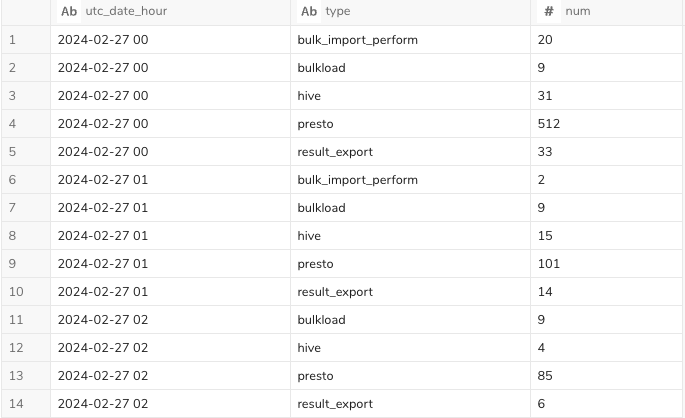 Ab utc_date_hour Ab type # num
1 2024-02-27 00 bulk_import_perform 20
2 2024-02-27 00 bulkload 9
3 2024-02-27 00 hive 31
4 2024-02-27 00 presto 512
5 2024-02-27 00 result_export 33
6 2024-02-27 01 bulk_import_perform 2
7 2024-02-27 01 bulkload 9
8 2024-02-27 01 hive 15
9 2024-02-27 01 presto 101
10 2024-02-27 01 result_export 14
11 2024-02-27 02 bulkload 9
12 2024-02-27 02 hive 4
13 2024-02-27 02 presto 85
14 2024-02-27 02 result_export 6